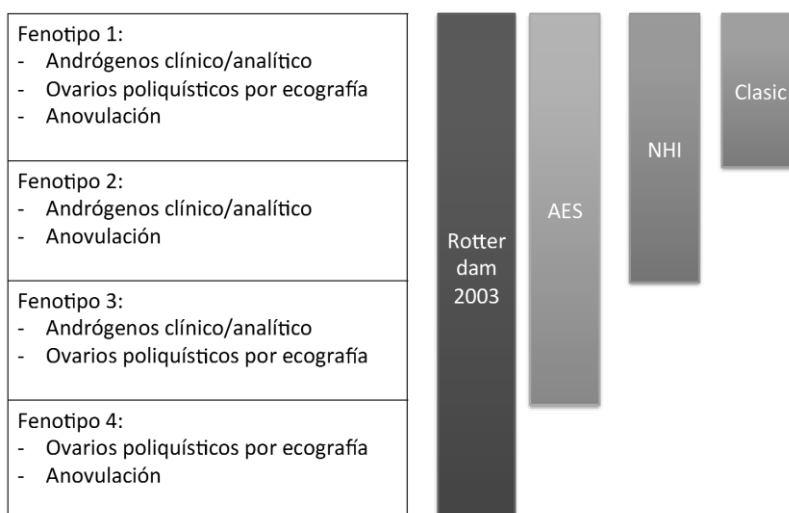 Fenotipo 1:
- Andrógenos clínico/analítico
- Ovarios poliquísticos por ecografía
- Anovulación
Fenotipo 2:
- Andrógenos clínico/analítico
- Anovulación
Fenotipo 3:
- Andrógenos clínico/analítico
- Ovarios poliquísticos por ecografía
Fenotipo 4:
- Ovarios poliquísticos por ecografía
- Anovulación
Rotter
dam
2003
AES
NHI
Clasic